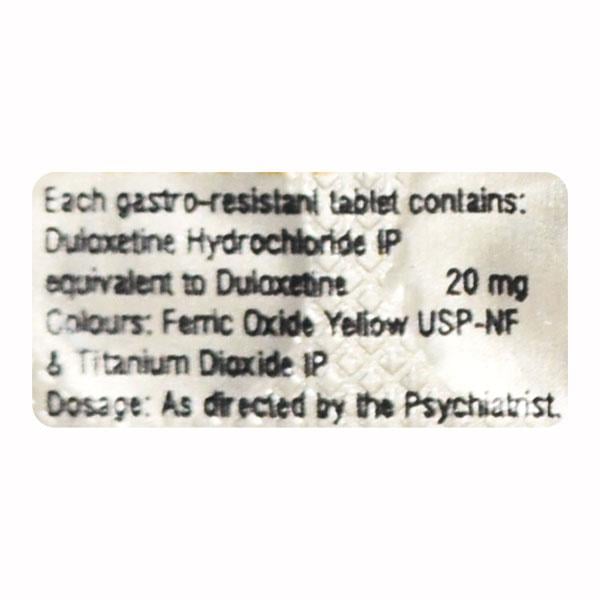 Each gastro-resistant tablet contains:
Duloxetine Hydrochloride IP
equivalent to Duloxetine 20 mg
Colours: Ferric Oxide Yellow USP-NF
& Titanium Dioxide IP
Dosage: As directed by the Psychiatrist.